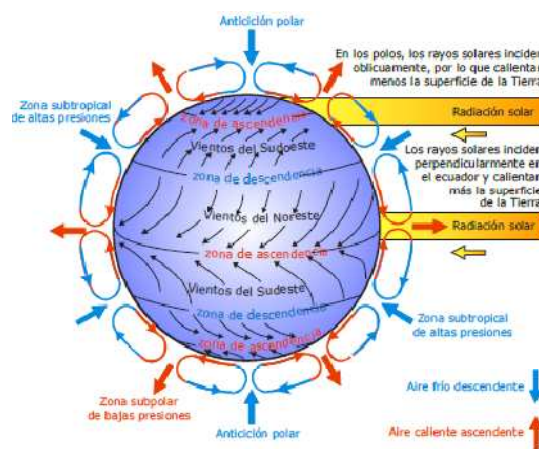 Anticiclón polar
En los polos, los rayos solares inciden
oblicuamente, por lo que calientan
menos la superficie de la Tierra
Zona subtropical
de altas presiones
zona de ascendencia
Radiación solar
Vientos del Sudoeste
zona de descendencia
Los rayos solares inciden
perpendicularmente en
el ecuador y calientan
más la superficie
de la Tierra
Vientos del Noreste
Radiación solar
zona de ascendencia
Vientos del Sudeste
zona de descendencia
Zona subtropical
de altas presiones
zona de ascendencia
Zona subpolar
de bajas presiones
Anticiclón polar
Aire frío descendente
Aire caliente ascendente